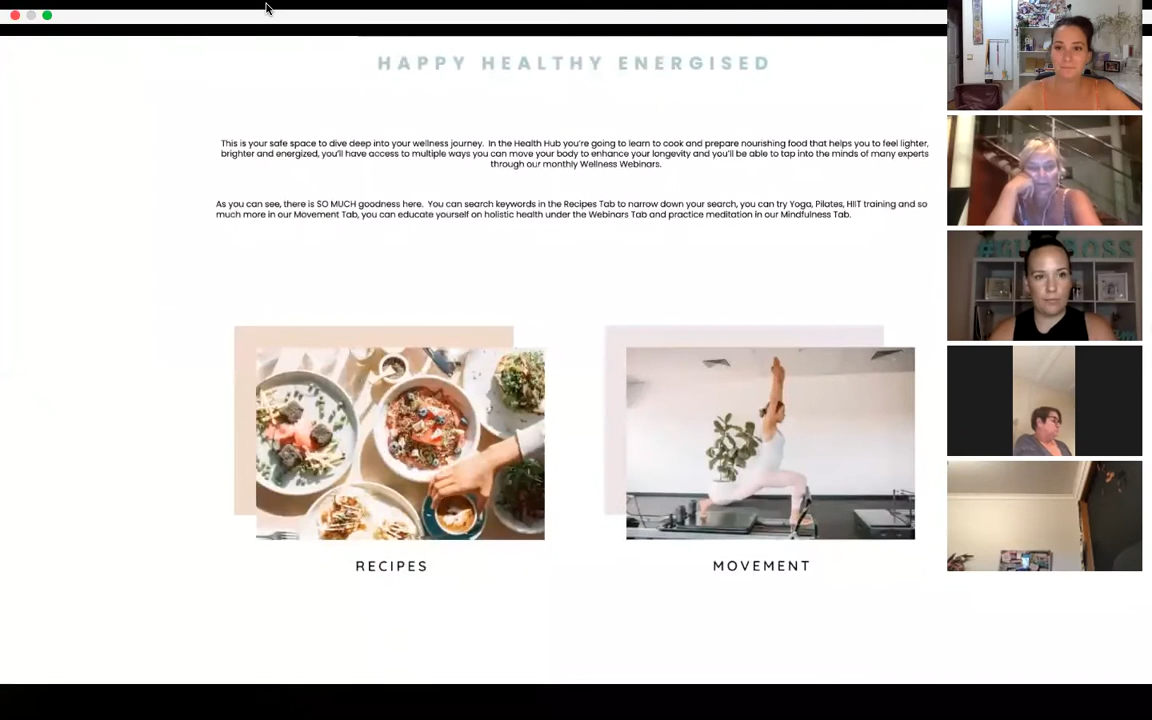 HAPPY HEALTHY ENERGISED
This is your safe space to dive deep into your wellness journey. In the Health Hub you're going to learn to cook and prepare nourishing food that helps you to feel lighter,
brighter and energized, you'll have access to multiple ways you can move your body to enhance your longevity and you'll be able to tap into the minds of many experts
through our monthly Wellness Webinars.
As you can see, there is SO MUCH goodness here. You can search keywords in the Recipes Tab to narrow down your search, you can try Yoga, Pilates, HIIT training and so
much more in our Movement Tab, you can educate yourself on holistic health under the Webinars Tab and practice meditation in our Mindfulness Tab.
RECIPES
MOVEMENT